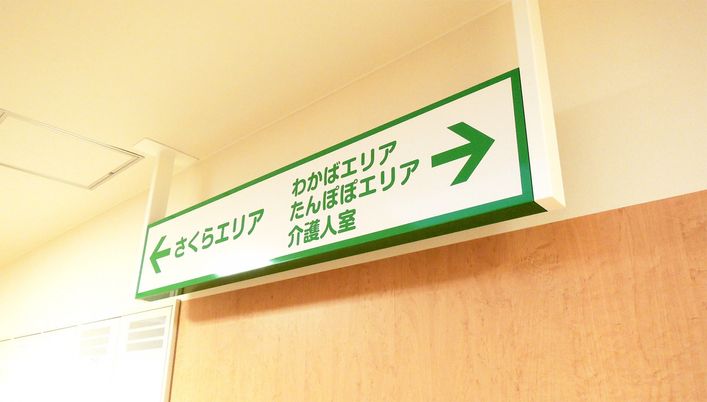 ←さくらエリア
わかばエリア
たんぽぽエリア→
介護人室